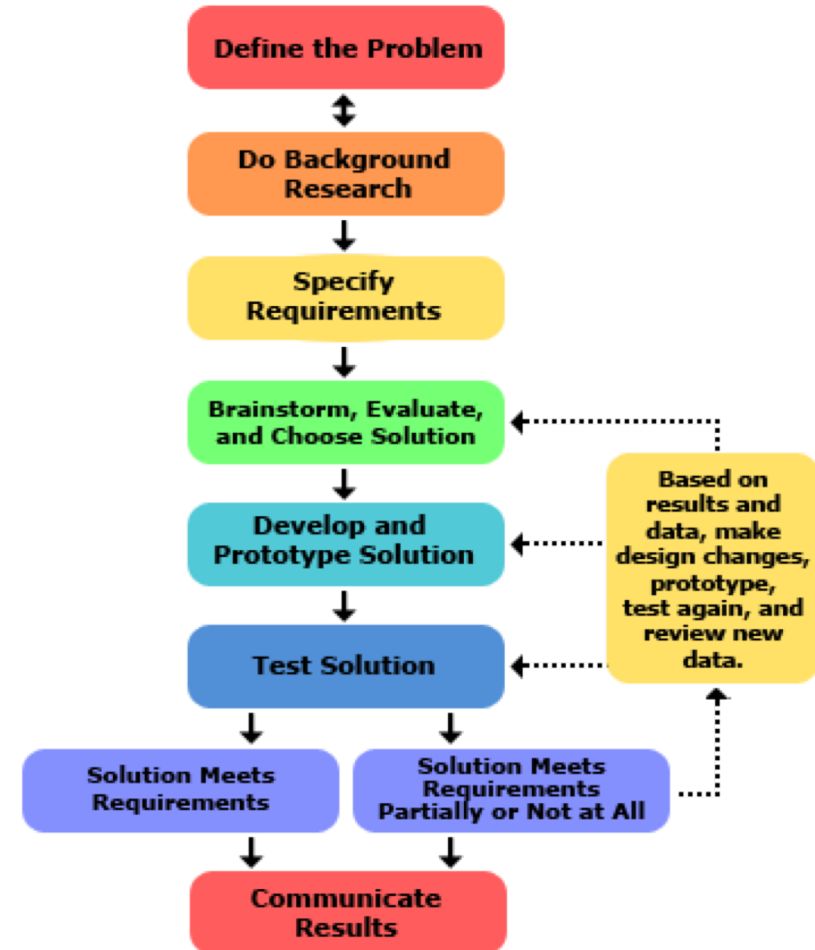 Define the Problem
Do Background
Research
Specify
Requirements
Brainstorm, Evaluate,
and Choose Solution
Based on
results and
data, make
design changes,
prototype,
test again, and
review new
data.
Develop and
Prototype Solution
Test Solution
Solution Meets
Requirements
Solution Meets
Requirements
Partially or Not at All
Communicate
Results